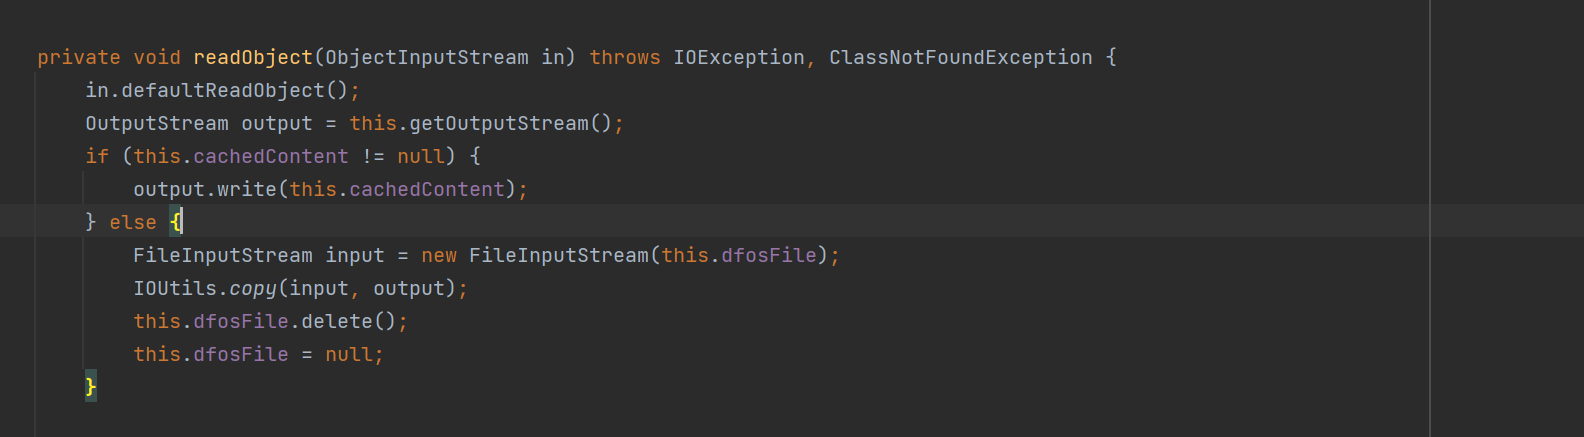 private void readObject(ObjectInputStream in) throws IOException, ClassNotFoundException {
in.defaultReadObject();
OutputStream output = this.getOutputStream();
if (this.cachedContent != null) {
output.write(this.cachedContent);
} else {
FileInputStream input = new FileInputStream(this.dfosFile);
IOUtils.copy(input, output);
this.dfosFile.delete();
this.dfosFile = null;
}